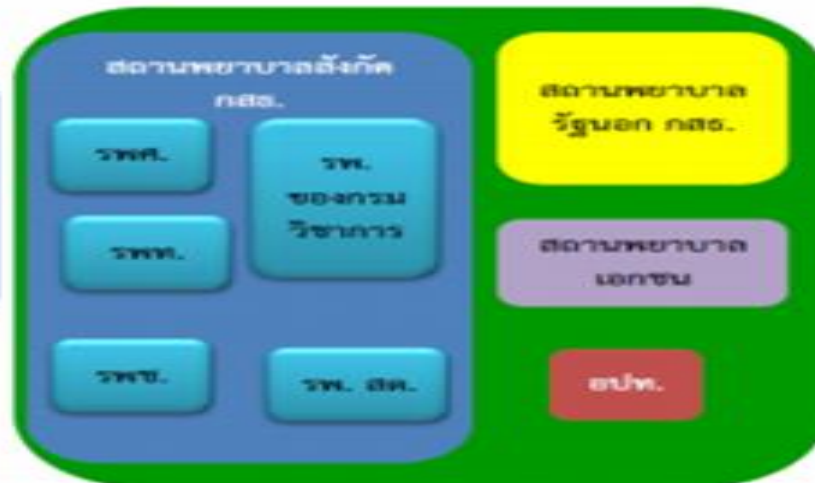 สถานพยาบาลสังกัด
กสธ.
รพศ.
รพ.
ของกรม
วิชาการ
รพท.
รพช.
รพ. สต.
สถานพยาบาล
รัฐนอก กสธ.
สถานพยาบาล
เอกชน
อปท.